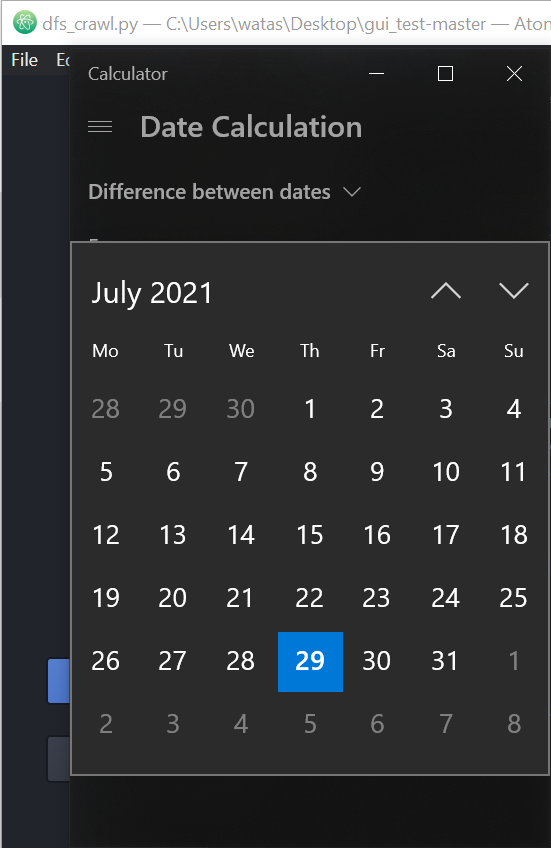 dfs_crawl.py — C:\Users\watas\Desktop\gui_test-master — Atom
File
Calculator
Date Calculation
Difference between dates
July 2021
Mo Tu We Th Fr Sa Su
28 29 30 1 2 3 4
5 6 7 8 9 10 11
12 13 14 15 16 17 18
19 20 21 22 23 24 25
26 27 28 29 30 31 1
2 3 4 5 6 7 8